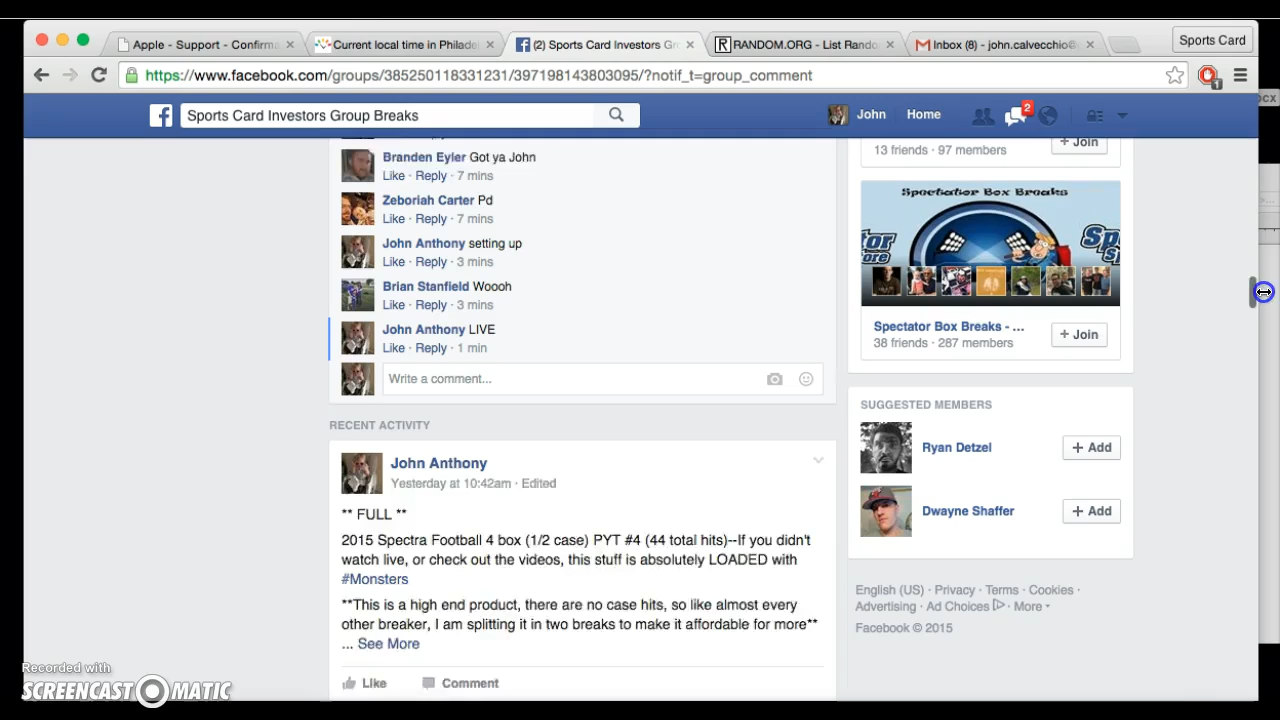 Apple - Support - Confirma
Current local time in Philadel
(2) Sports Card Investors Gro
RANDOM.ORG - List Rando
Inbox (8) - john.calvecchio@
Sports Card
https://www.facebook.com/groups/385250118331231/397198143803095/?notif_t=group_comment
1
Sports Card Investors Group Breaks
John
Home
2
Branden Eyler Got ya John
Like · Reply · 7 mins
Zeboriah Carter Pd
Like · Reply · 7 mins
John Anthony setting up
Like · Reply · 3 mins
Brian Stanfield Woooh
Like · Reply · 3 mins
John Anthony LIVE
Like · Reply · 1 min
Write a comment...
RECENT ACTIVITY
John Anthony
Yesterday at 10:42am · Edited
** FULL **
2015 Spectra Football 4 box (1/2 case) PYT #4 (44 total hits)--If you didn't
watch live, or check out the videos, this stuff is absolutely LOADED with
#Monsters
**This is a high end product, there are no case hits, so like almost every
other breaker, I am splitting it in two breaks to make it affordable for more**
... See More
Like
Comment
13 friends · 97 members
+ Join
Spectator Box Breaks
Spectator Box Breaks - ...
38 friends · 287 members
+ Join
SUGGESTED MEMBERS
Ryan Detzel
+ Add
Dwayne Shaffer
+ Add
English (US) · Privacy · Terms · Cookies ·
Advertising · Ad Choices · More
Facebook © 2015
Recorded with
SCREENCAST O MATIC